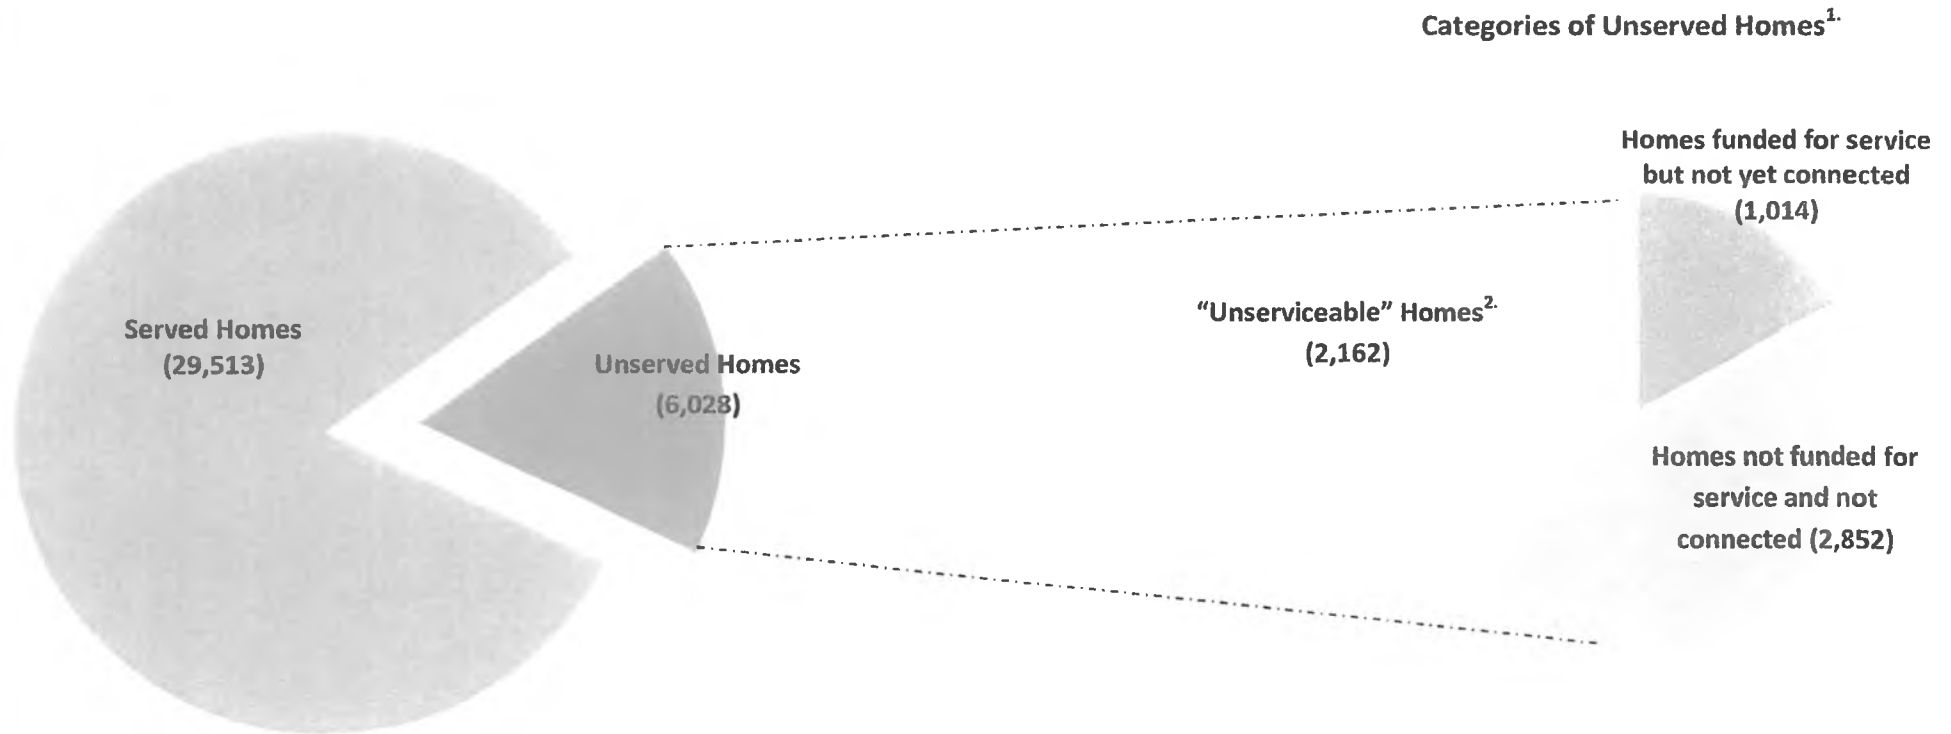 Categories of Unserved Homes1.
Homes funded for service
but not yet connected
(1,014)
Served Homes
(29,513)
Unserved Homes
(6,028)
“Unserviceable” Homes2.
(2,162)
Homes not funded for
service and not
connected (2,852)